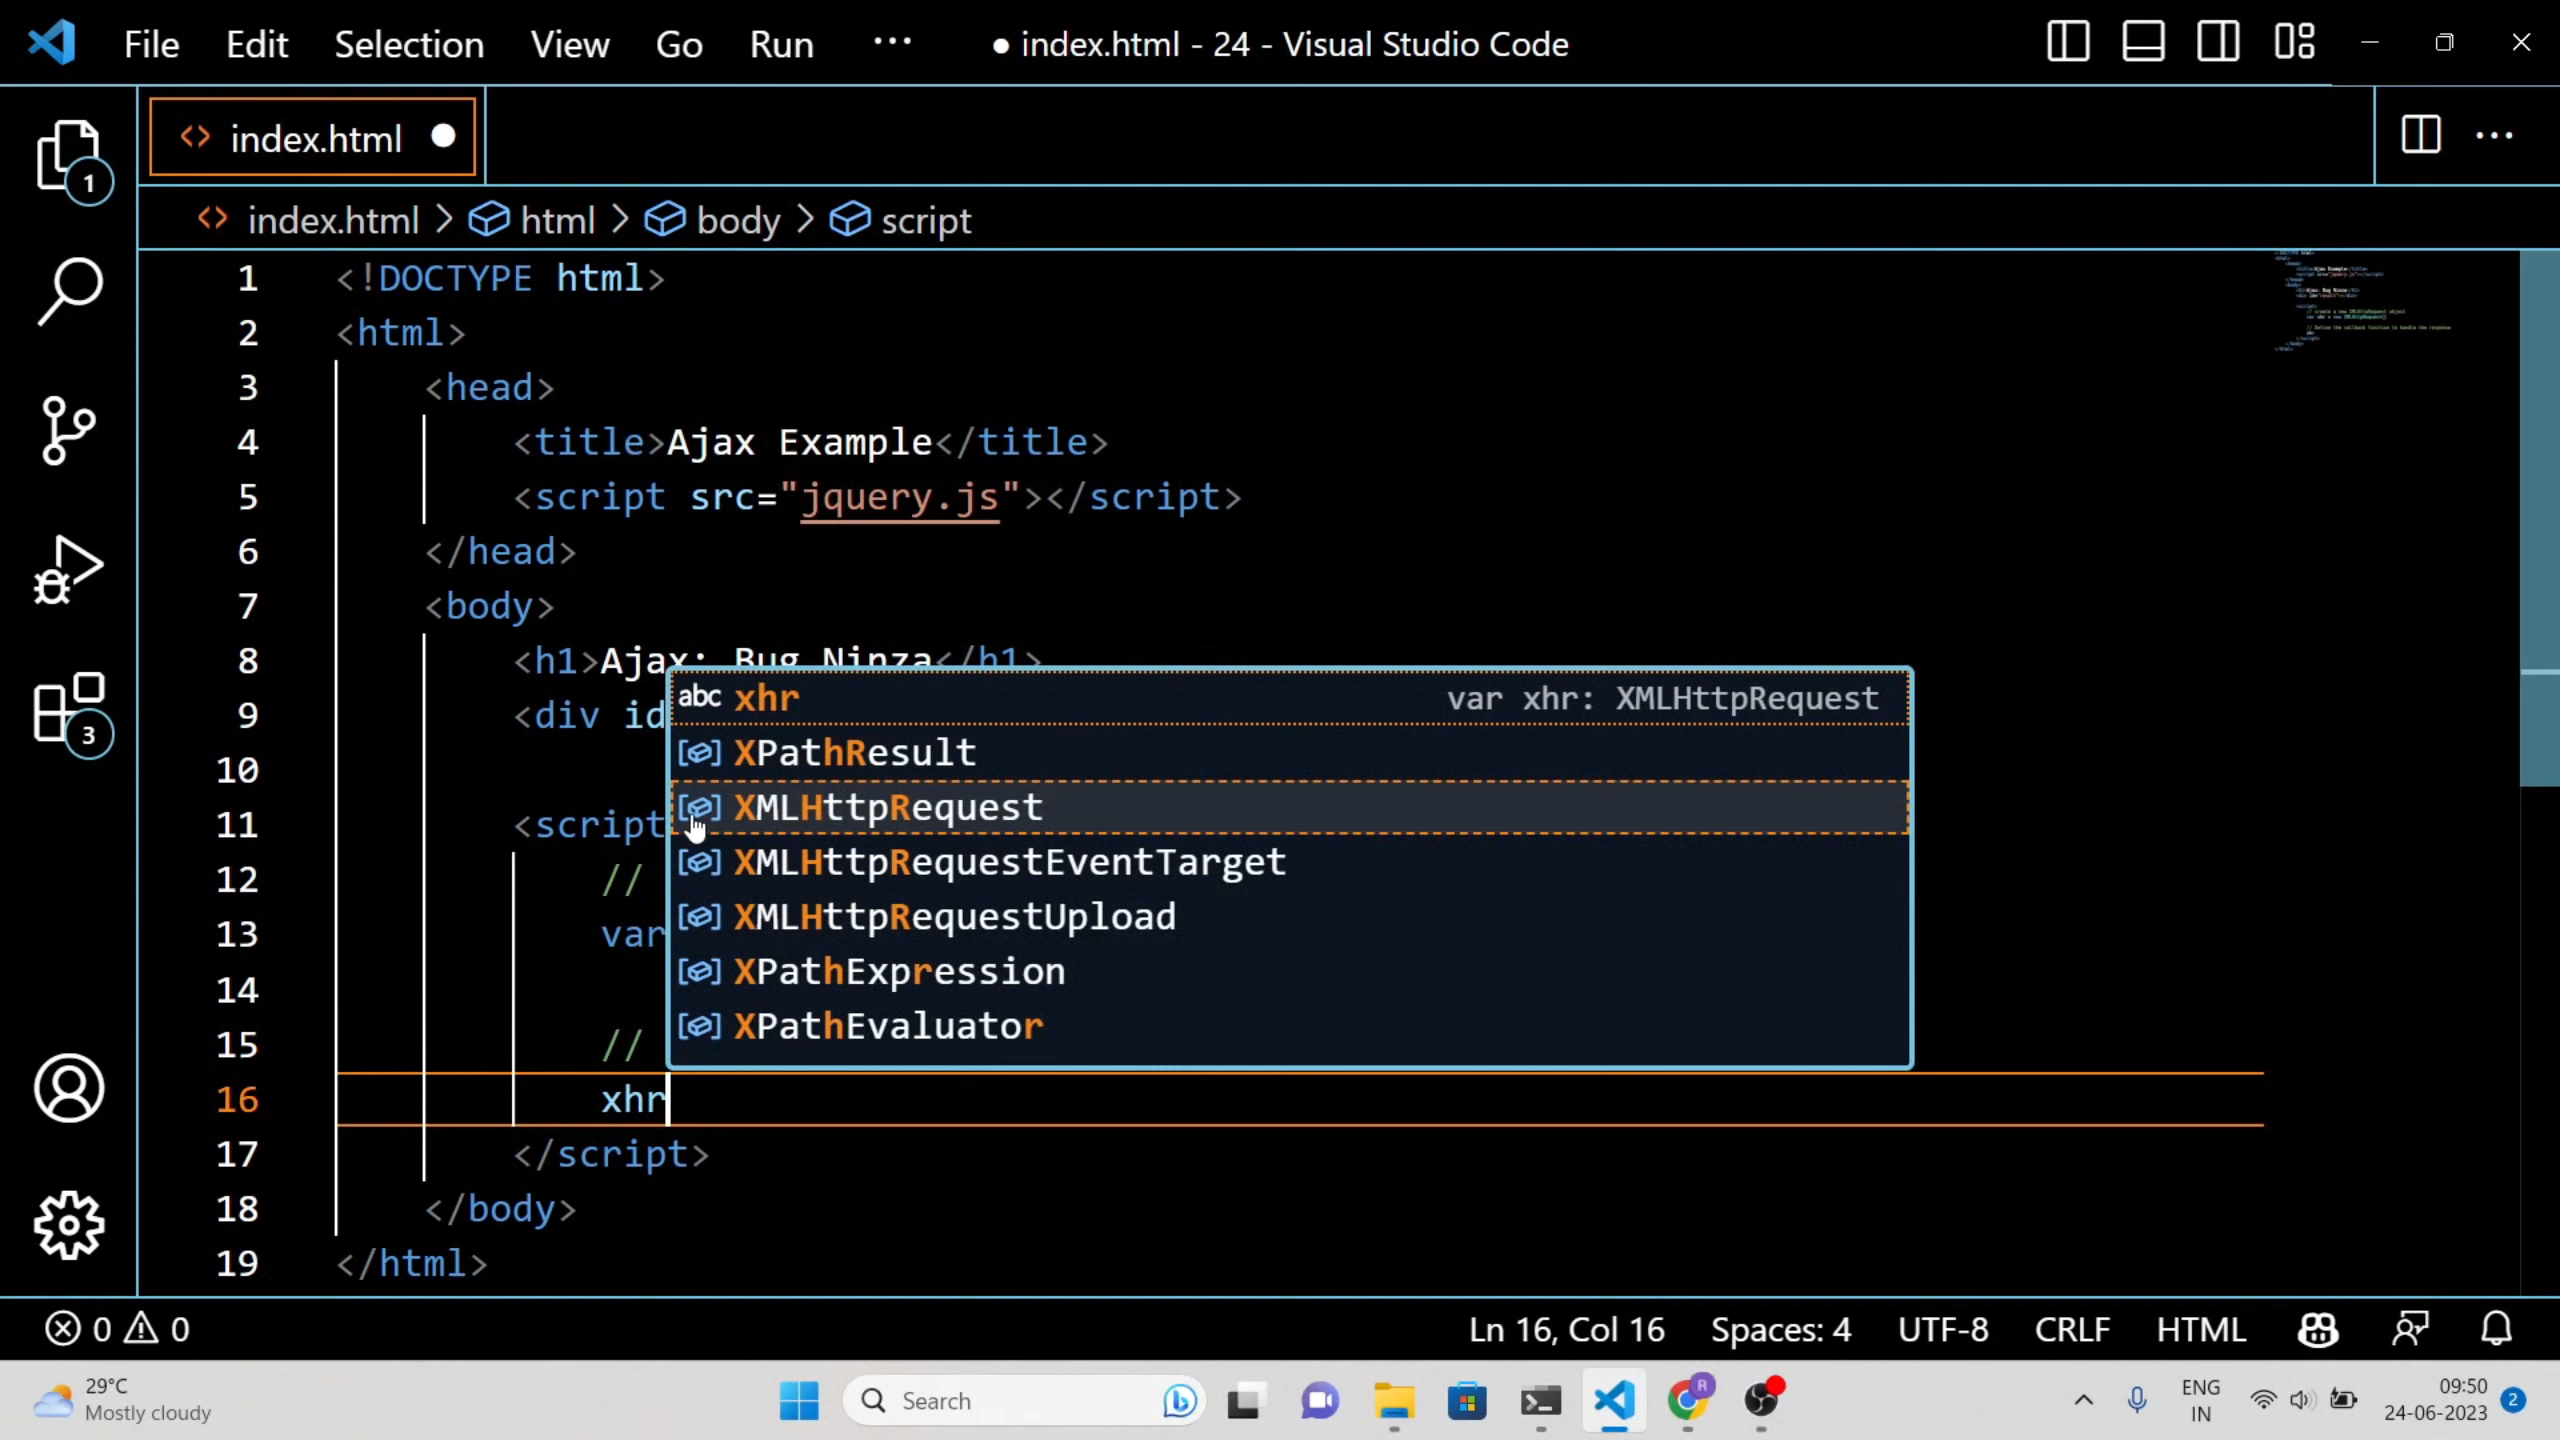 File Edit Selection View Go Run ··· ● index.html - 24 - Visual Studio Code
<> index.html ●
<> index.html > html > body > script
1 <!DOCTYPE html>
2 <html>
3 <head>
4 <title>Ajax Example</title>
5 <script src="jquery.js"></script>
6 </head>
7 <body>
8 <h1>Ajax: Bug Ninza</h1>
9 <div id
10
11 <script
12 //
13 var
14
15 //
16 xhr
17 </script>
18 </body>
19 </html>
abc xhr var xhr: XMLHttpRequest
XPathResult
XMLHttpRequest
XMLHttpRequestEventTarget
XMLHttpRequestUpload
XPathExpression
XPathEvaluator
1
3
0 0 Ln 16, Col 16 Spaces: 4 UTF-8 CRLF HTML
29°C
Mostly cloudy
Search
R
ENG
IN
09:50
24-06-2023
2